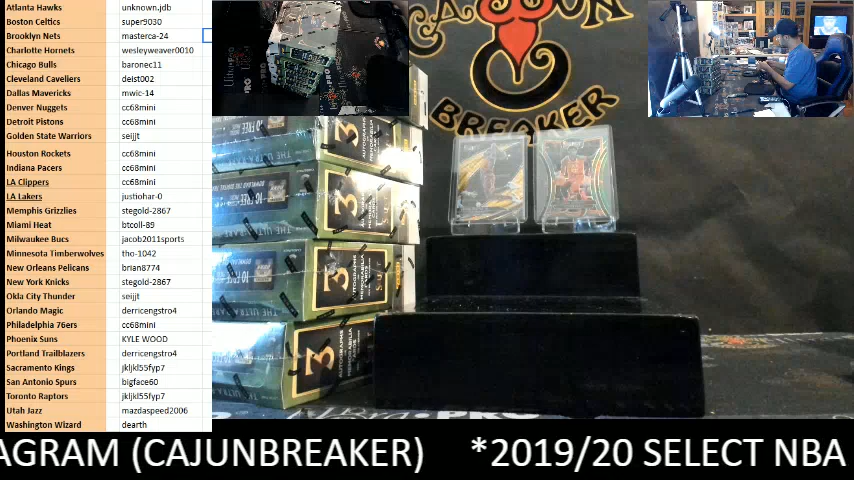 Atlanta Hawks unknown.jdb
Boston Celtics super9030
Brooklyn Nets masterca-24
Charlotte Hornets wesleyweaver0010
Chicago Bulls baronec11
Cleveland Cavaliers deist002
Dallas Mavericks mwic-14
Denver Nuggets cc68mini
Detroit Pistons cc68mini
Golden State Warriors seijjt
Houston Rockets cc68mini
Indiana Pacers cc68mini
LA Clippers cc68mini
LA Lakers justiohar-0
Memphis Grizzlies stegold-2867
Miami Heat btcoll-89
Milwaukee Bucs jacob2011sports
Minnesota Timberwolves tho-1042
New Orleans Pelicans brian8774
New York Knicks stegold-2867
Okla City Thunder seijjt
Orlando Magic derricengstro4
Philadelphia 76ers cc68mini
Phoenix Suns KYLE WOOD
Portland Trailblazers derricengstro4
Sacramento Kings jkljkl55fyp7
San Antonio Spurs bigface60
Toronto Raptors jkljkl55fyp7
Utah Jazz mazdaspeed2006
Washington Wizard dearth
BREAKER
3
3
3
3
PRO
AGRAM (CAJUNBREAKER) *2019/20 SELECT NBA